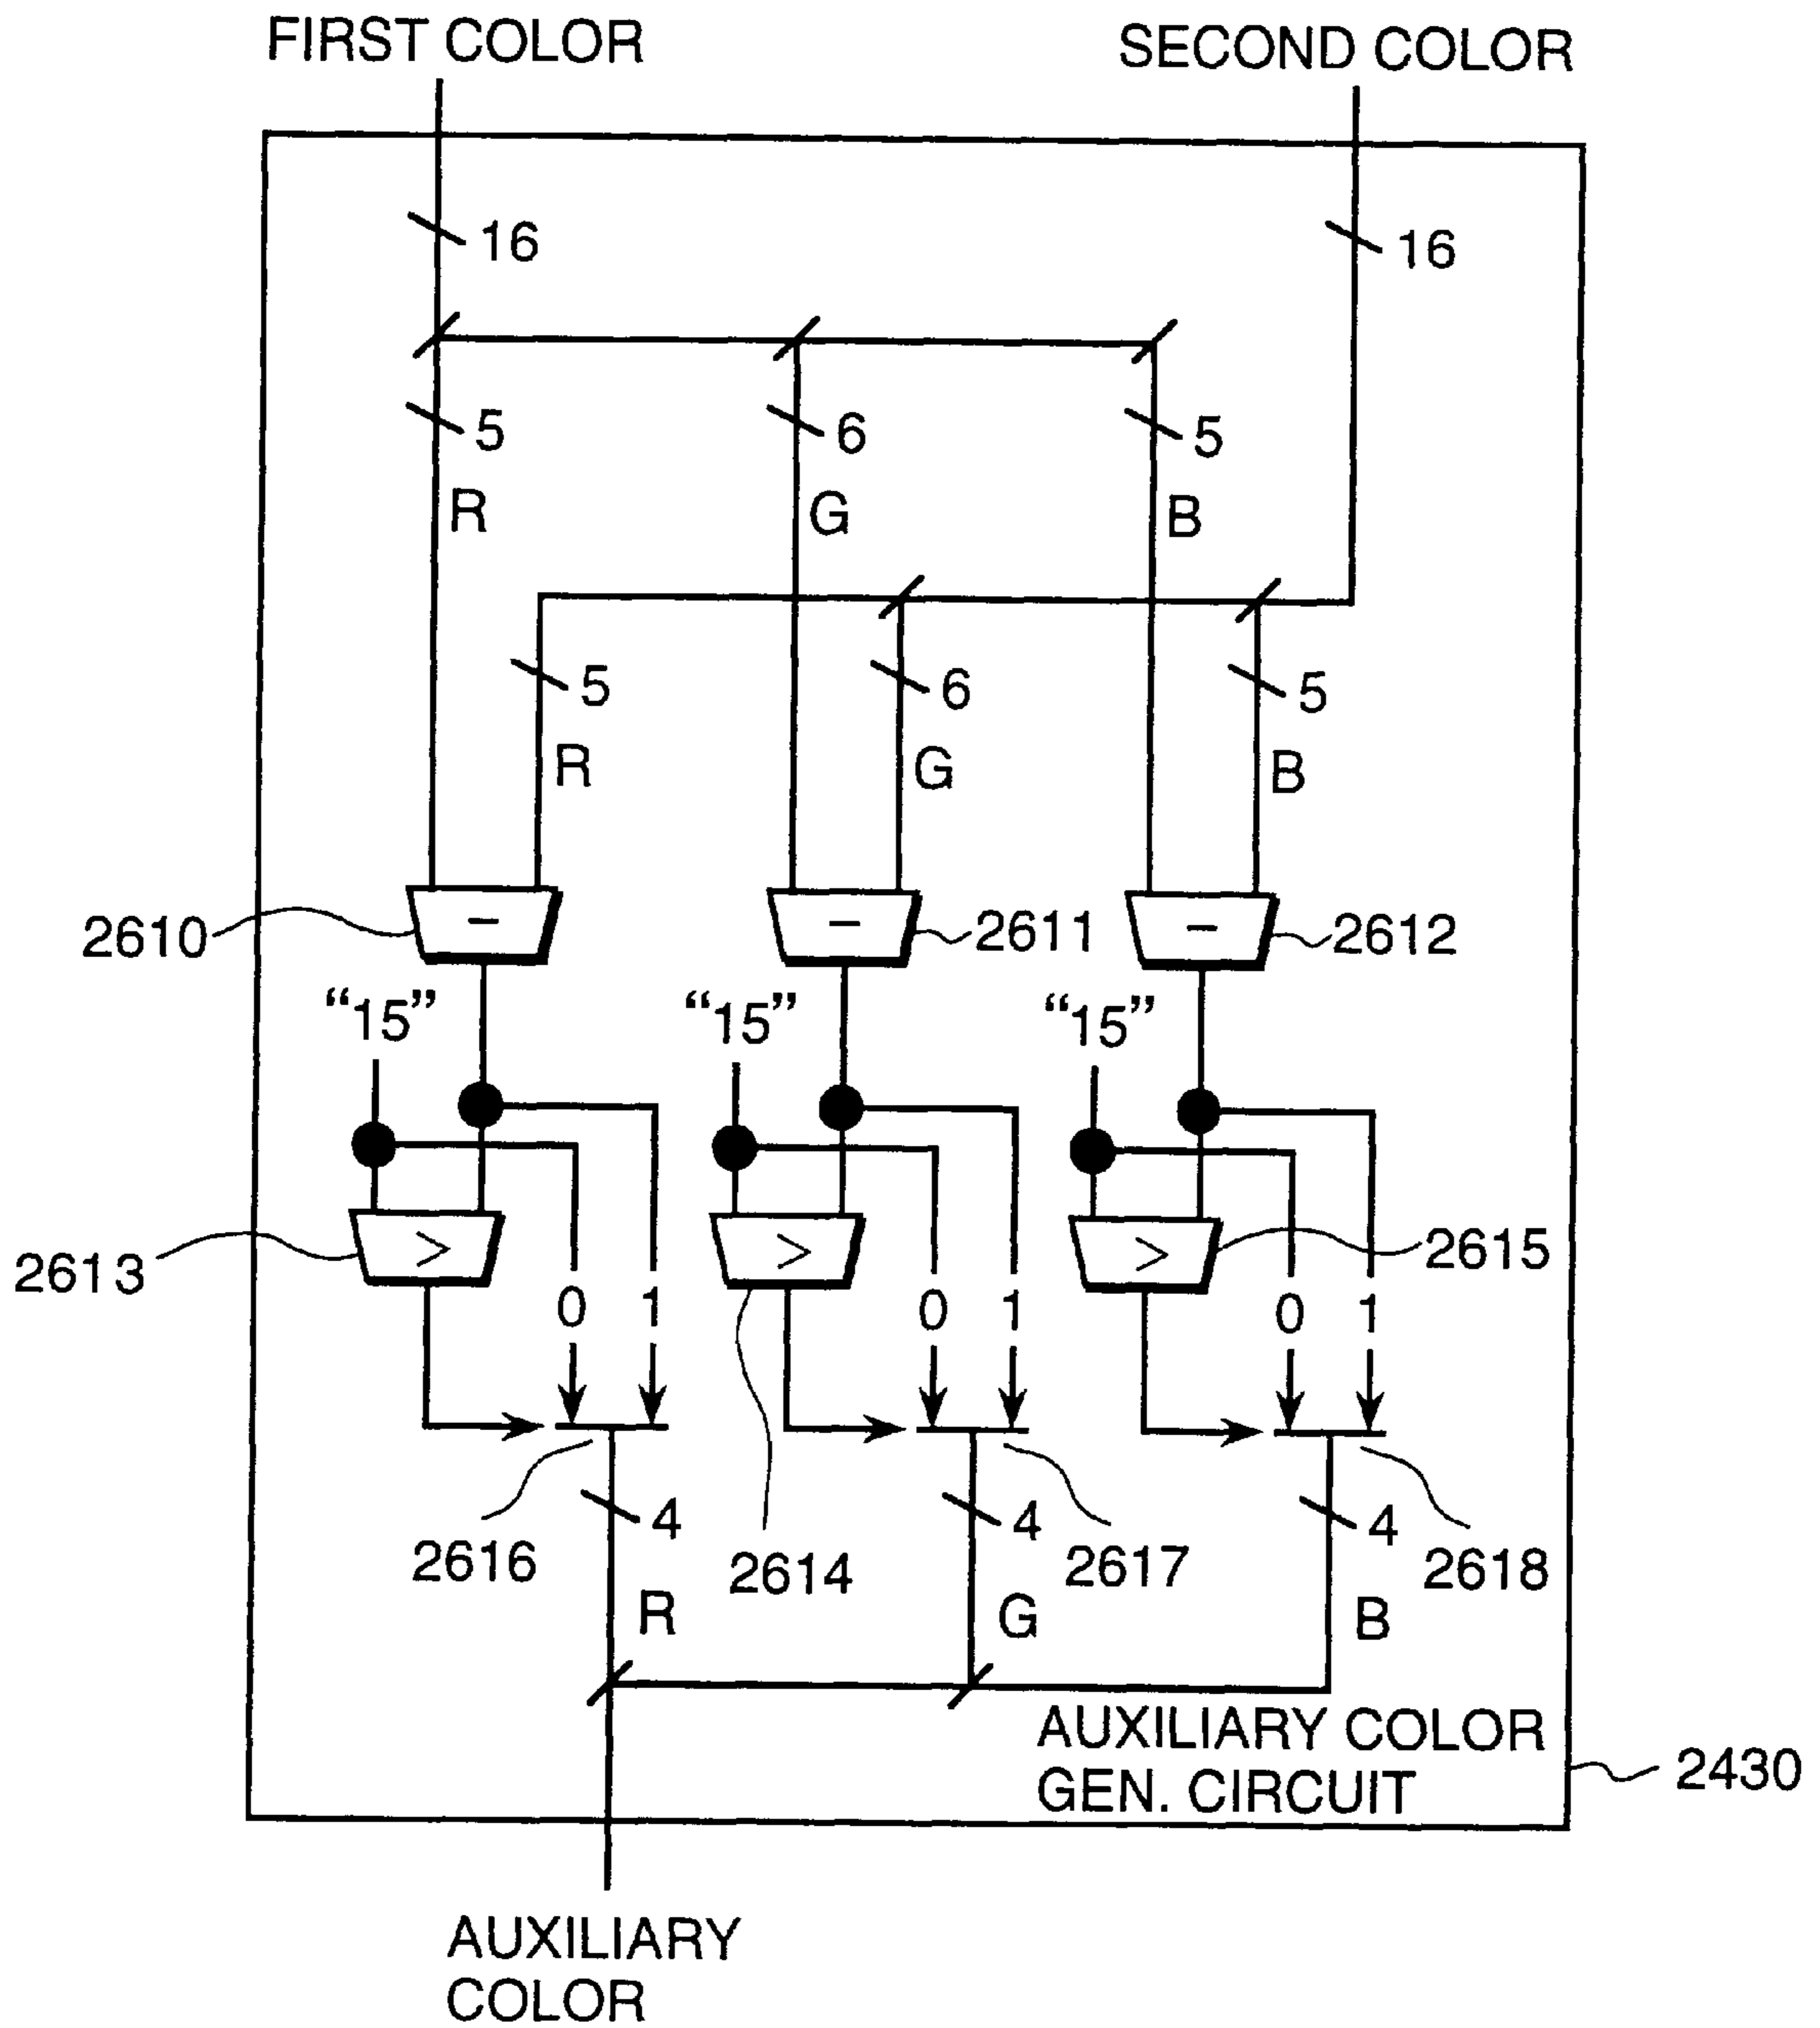 FIRST COLOR
SECOND COLOR
16
16
5
6
5
R
G
B
5
6
5
R
G
B
2610
–
–
2611
–
2612
“15”
“15”
“15”
2613
>
>
>
2615
0
1
0
1
0
1
4
4
4
2616
2614
2617
2618
R
G
B
AUXILIARY COLOR
GEN. CIRCUIT
2430
AUXILIARY
COLOR